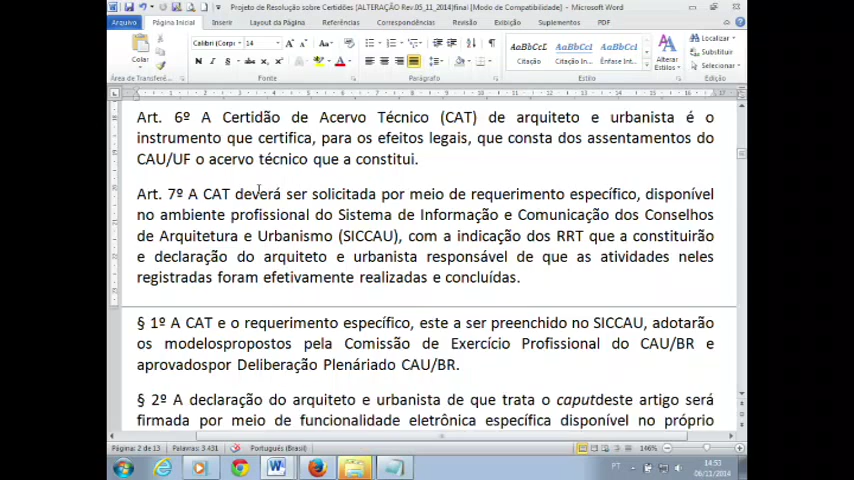 Projeto de Resolução sobre Certidões (ALTERAÇÃO Rev.05_11_2014)final [Modo de Compatibilidade] - Microsoft Word
Arquivo Página Inicial Inserir Layout da Página Referências Correspondências Revisão Exibição Suplementos PDF
Calibri (Corpo) 14
Colar
AaBbCcI AaBbCcI AaBbCcI
Citação Citação In... Ênfase Int...
Alterar Estilos
Localizar
Substituir
Selecionar
Área de Transferê... Fonte Parágrafo Estilo Edição
Art. 6º A Certidão de Acervo Técnico (CAT) de arquiteto e urbanista é o
instrumento que certifica, para os efeitos legais, que consta dos assentamentos do
CAU/UF o acervo técnico que a constitui.
Art. 7º A CAT deverá ser solicitada por meio de requerimento específico, disponível
no ambiente profissional do Sistema de Informação e Comunicação dos Conselhos
de Arquitetura e Urbanismo (SICCAU), com a indicação dos RRT que a constituirão
e declaração do arquiteto e urbanista responsável de que as atividades neles
registradas foram efetivamente realizadas e concluídas.
§ 1º A CAT e o requerimento específico, este a ser preenchido no SICCAU, adotarão
os modelospropostos pela Comissão de Exercício Profissional do CAU/BR e
aprovadospor Deliberação Plenáriado CAU/BR.
§ 2º A declaração do arquiteto e urbanista de que trata o caputdeste artigo será
firmada por meio de funcionalidade eletrônica específica disponível no próprio
Página: 2 de 13 Palavras: 3.431 Português (Brasil) 146%
PT 14:53
06/11/2014